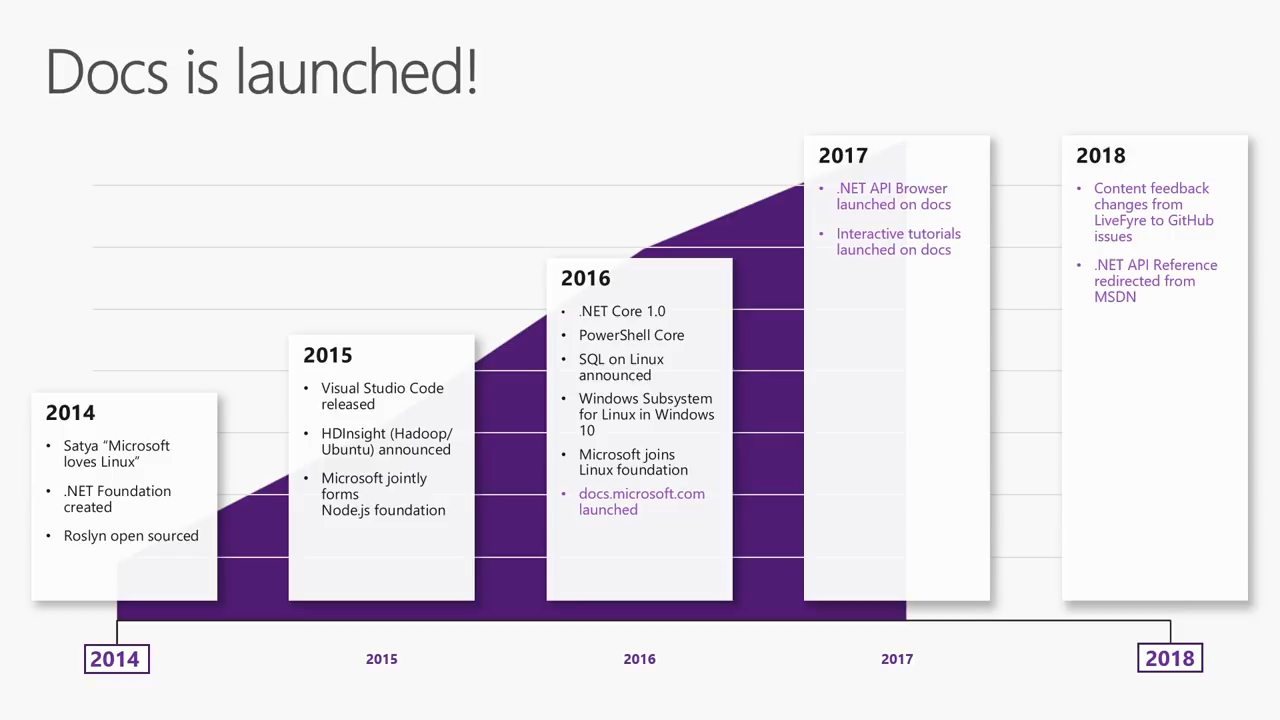 Docs is launched!
2014
• Satya “Microsoft
loves Linux”
• .NET Foundation
created
• Roslyn open sourced
2015
• Visual Studio Code
released
• HDInsight (Hadoop/
Ubuntu) announced
• Microsoft jointly
forms
Node.js foundation
2016
• .NET Core 1.0
• PowerShell Core
• SQL on Linux
announced
• Windows Subsystem
for Linux in Windows
10
• Microsoft joins
Linux foundation
• docs.microsoft.com
launched
2017
• .NET API Browser
launched on docs
• Interactive tutorials
launched on docs
2018
• Content feedback
changes from
LiveFyre to GitHub
issues
• .NET API Reference
redirected from
MSDN
2014
2015
2016
2017
2018